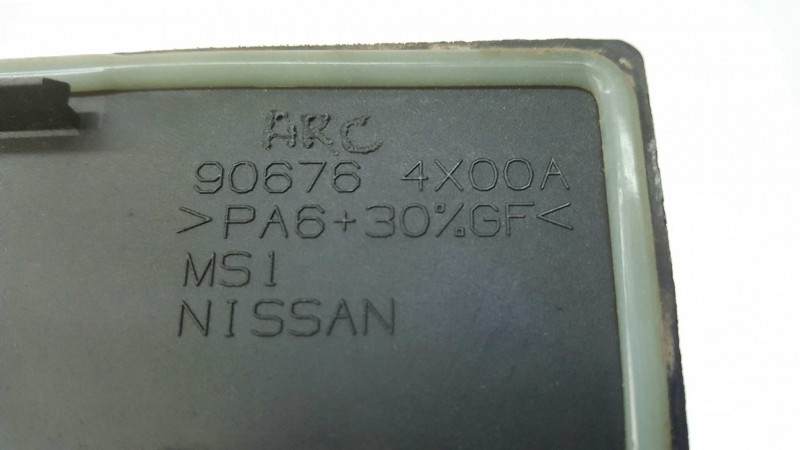 ARC
90676 4X00A
>PA6+30%GF<
MS1
NISSAN